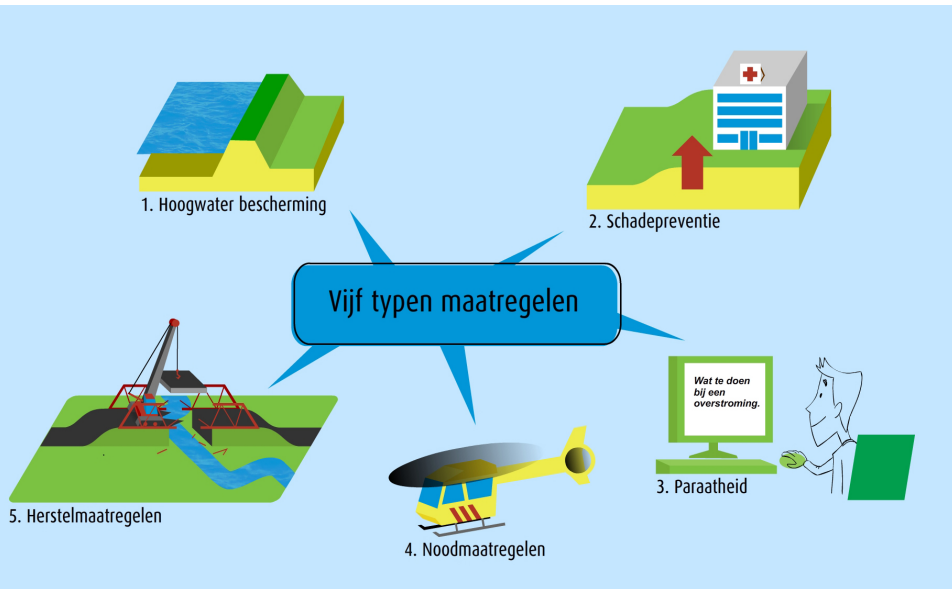 1. Hoogwater bescherming
2. Schadepreventie
Vijf typen maatregelen
Wat te doen
bij een
overstroming.
3. Paraatheid
5. Herstelmaatregelen
4. Noodmaatregelen